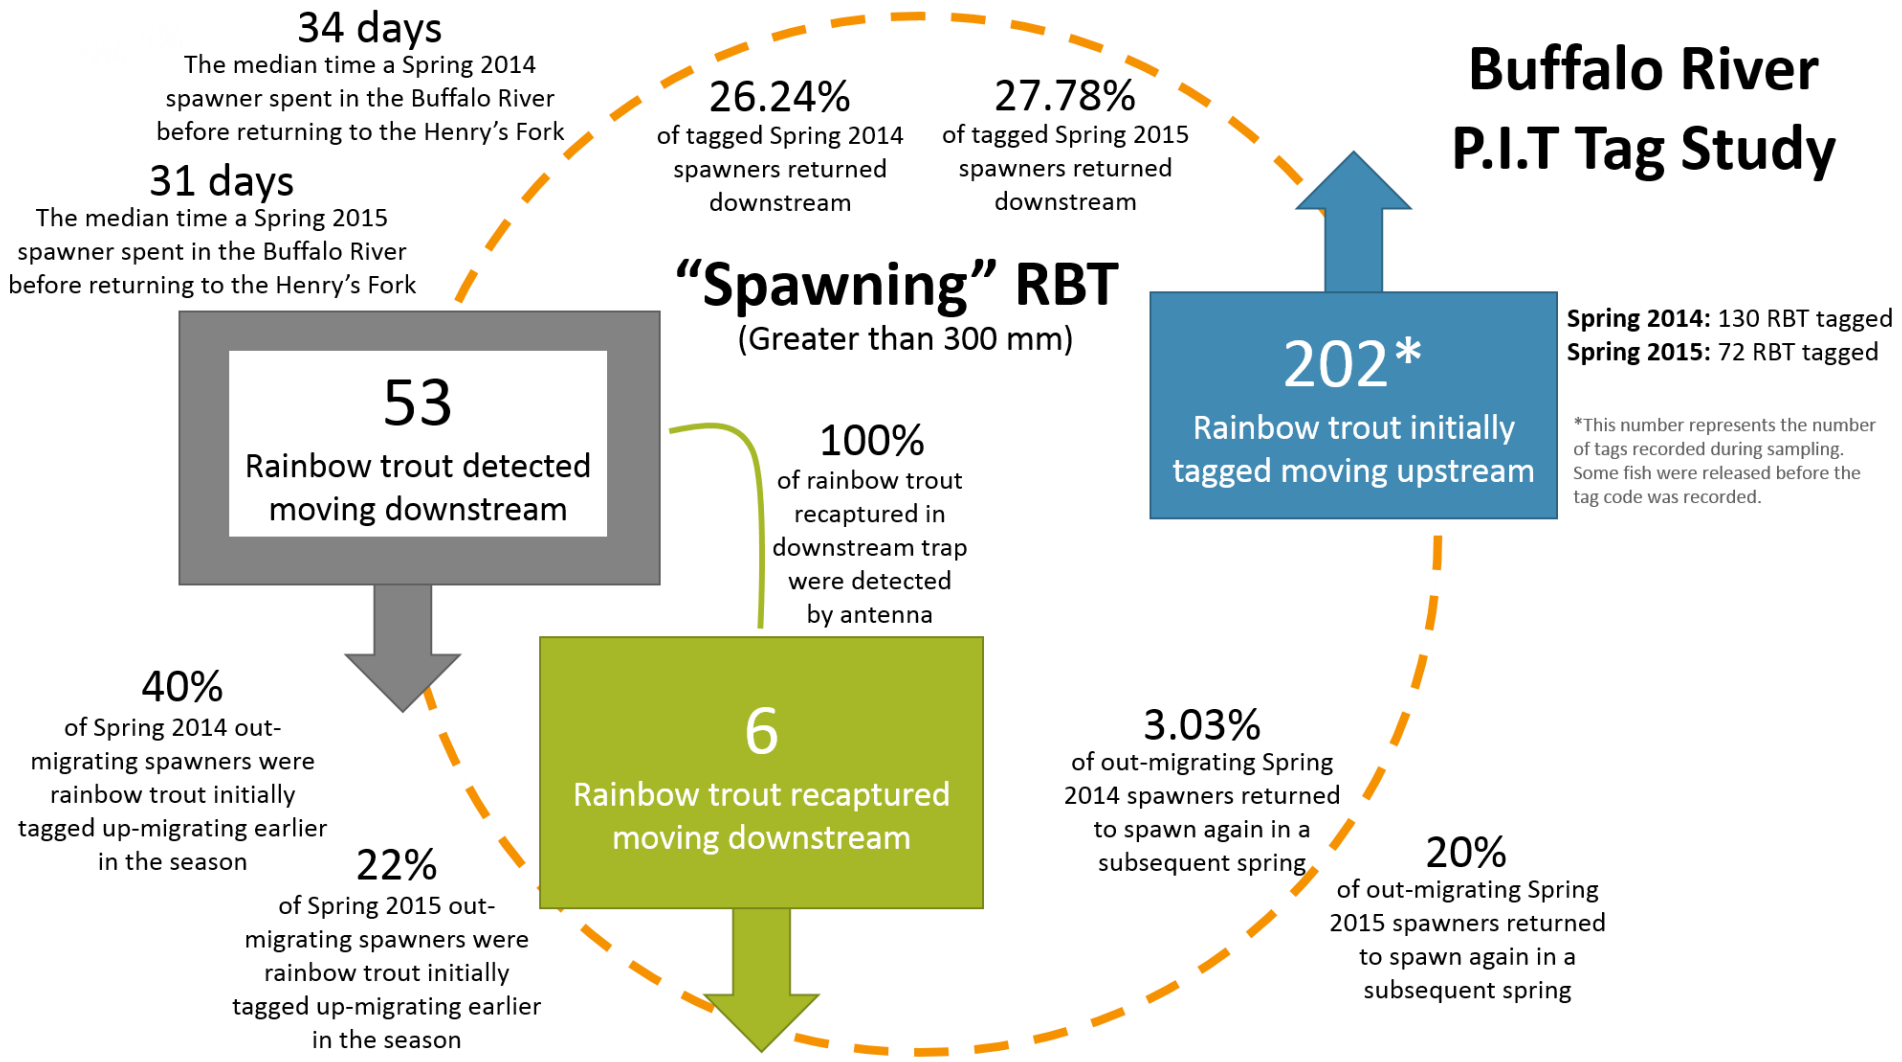 34 days
The median time a Spring 2014
spawner spent in the Buffalo River
before returning to the Henry's Fork
31 days
The median time a Spring 2015
spawner spent in the Buffalo River
before returning to the Henry's Fork
26.24%
of tagged Spring 2014
spawners returned
downstream
27.78%
of tagged Spring 2015
spawners returned
downstream
Buffalo River
P.I.T Tag Study
“Spawning” RBT
(Greater than 300 mm)
53
Rainbow trout detected
moving downstream
100%
of rainbow trout
recaptured in
downstream trap
were detected
by antenna
202*
Rainbow trout initially
tagged moving upstream
Spring 2014: 130 RBT tagged
Spring 2015: 72 RBT tagged
*This number represents the number
of tags recorded during sampling.
Some fish were released before the
tag code was recorded.
40%
of Spring 2014 out-
migrating spawners were
rainbow trout initially
tagged up-migrating earlier
in the season
22%
of Spring 2015 out-
migrating spawners were
rainbow trout initially
tagged up-migrating earlier
in the season
6
Rainbow trout recaptured
moving downstream
3.03%
of out-migrating Spring
2014 spawners returned
to spawn again in a
subsequent spring
20%
of out-migrating Spring
2015 spawners returned
to spawn again in a
subsequent spring